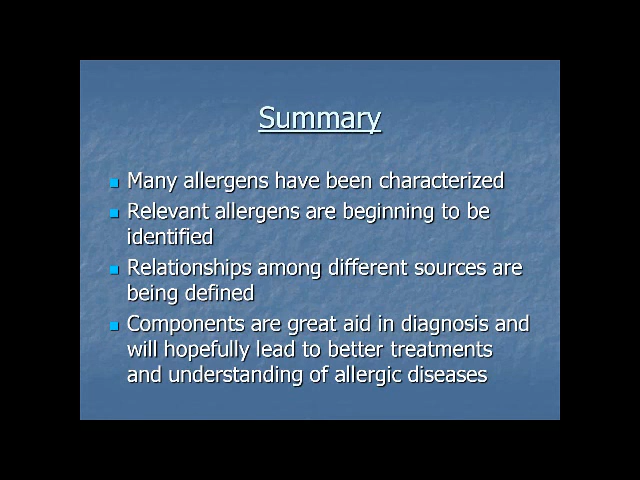 Summary
Many allergens have been characterized
Relevant allergens are beginning to be
identified
Relationships among different sources are
being defined
Components are great aid in diagnosis and
will hopefully lead to better treatments
and understanding of allergic diseases